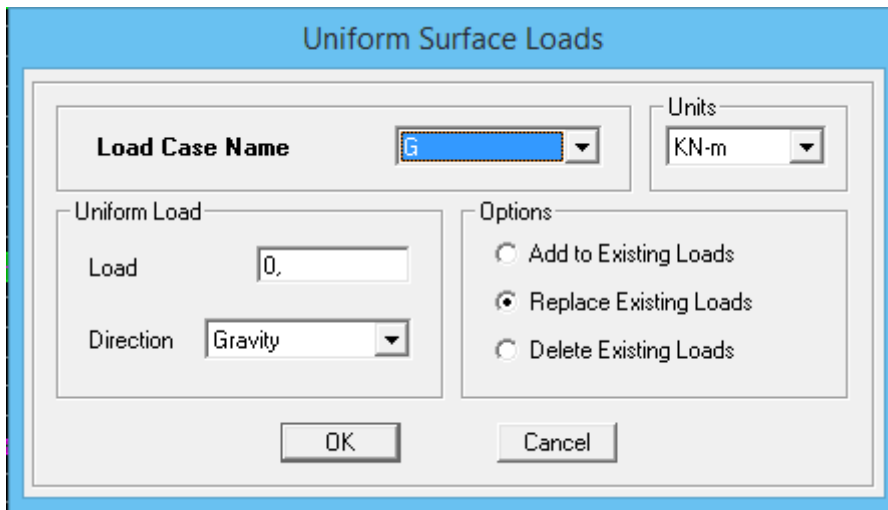 Uniform Surface Loads
Load Case Name
G
Units
KN-m
Uniform Load
Load
0,
Direction
Gravity
Options
Add to Existing Loads
Replace Existing Loads
Delete Existing Loads
OK
Cancel